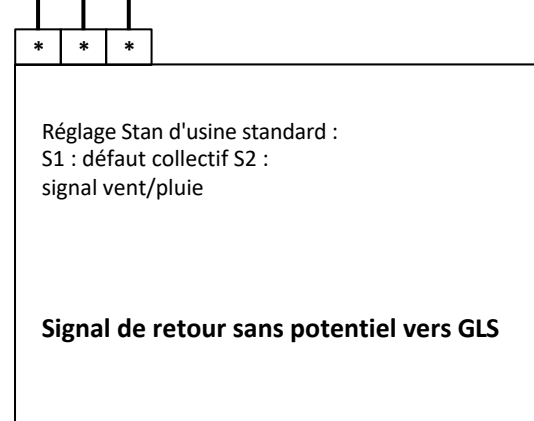 * * *
Réglage Stan d'usine standard :
S1 : défaut collectif S2 :
signal vent/pluie
Signal de retour sans potentiel vers GLS